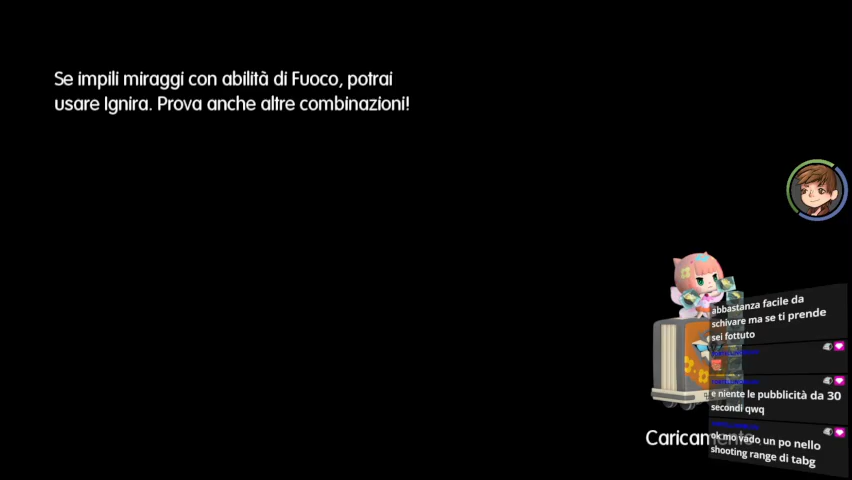 Se impili miraggi con abilità di Fuoco, potrai
usare Ignira. Prova anche altre combinazioni!
abbastanza facile da
schivare ma se ti prende
sei fottuto
e niente le pubblicità da 30
secondi qwq
Caricamento
ok mo vado un po nello
shooting range di tabg